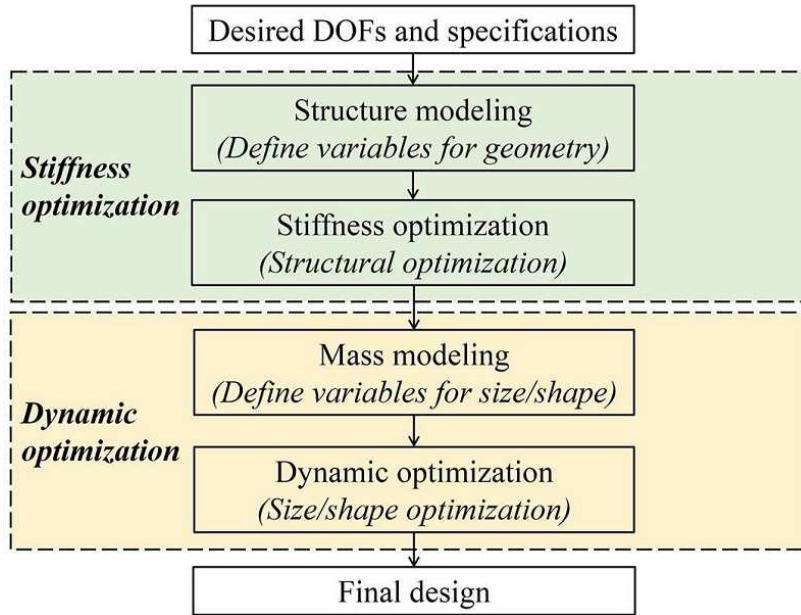 Desired DOFs and specifications
Structure modeling
(Define variables for geometry)
Stiffness
optimization
Stiffness optimization
(Structural optimization)
Mass modeling
(Define variables for size/shape)
Dynamic
optimization
Dynamic optimization
(Size/shape optimization)
Final design